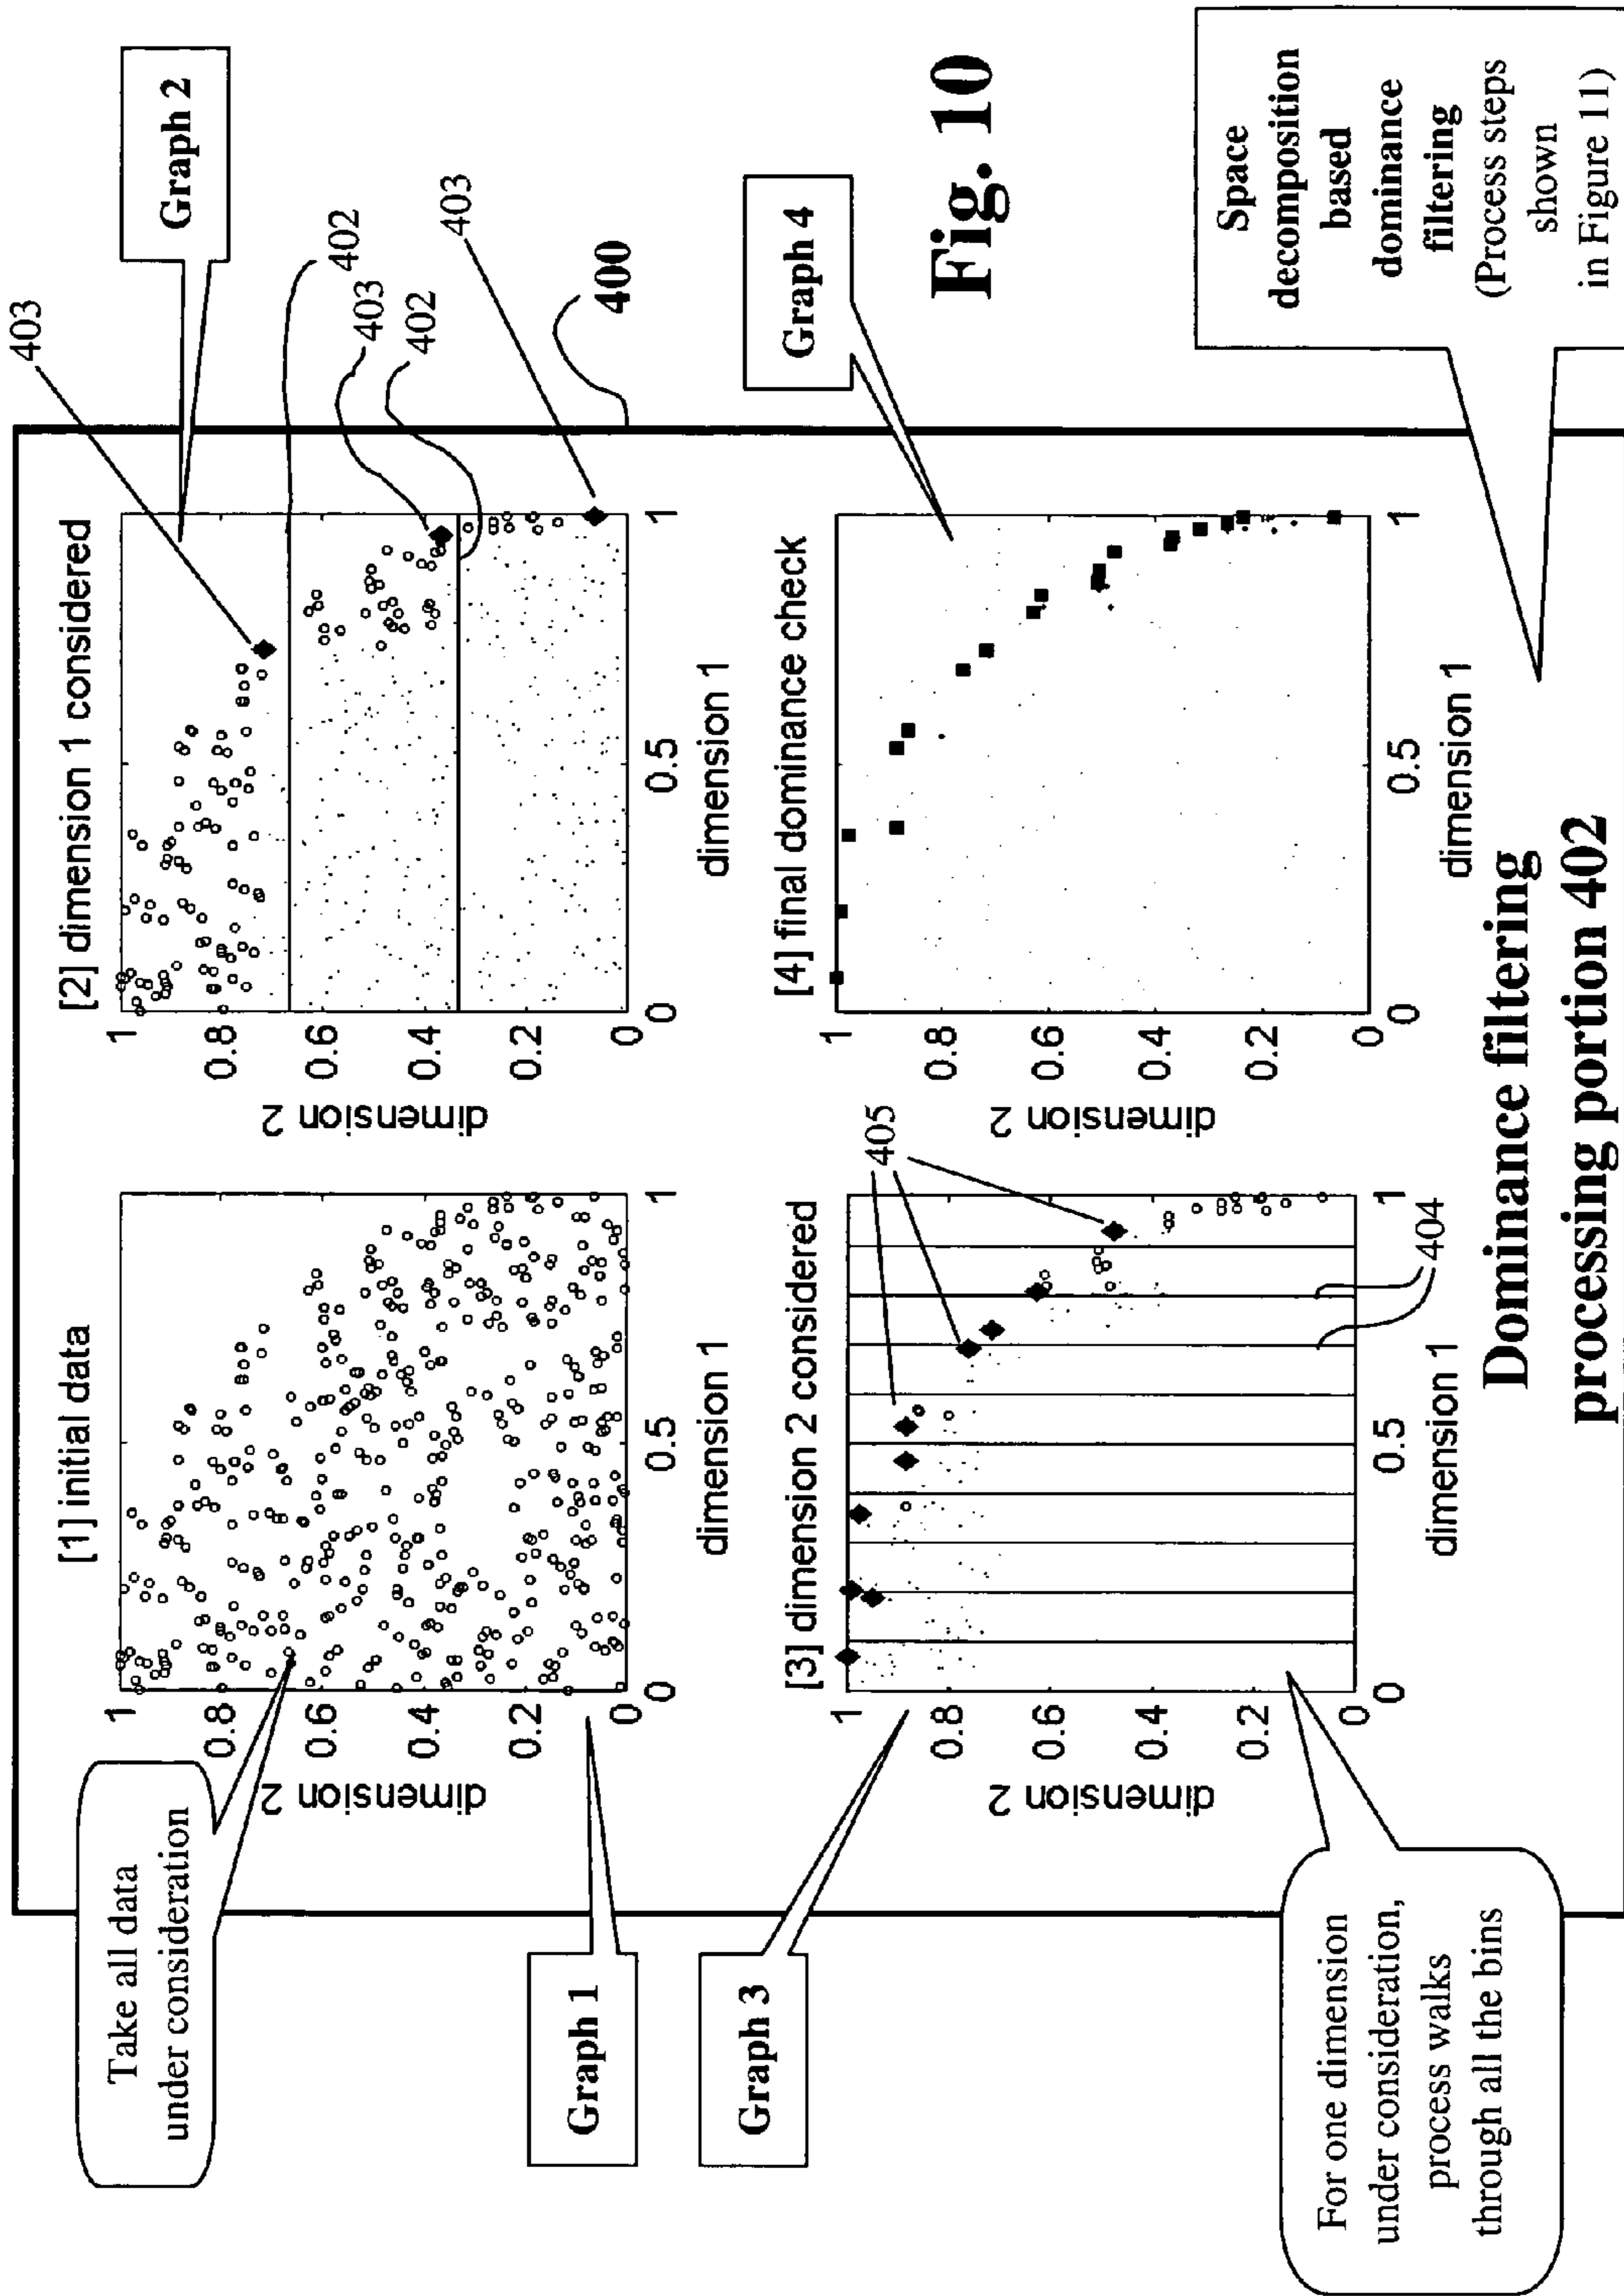 Take all data
under consideration
Graph 1
[1] initial data
dimension 2
1
0.8
0.6
0.4
0.2
0
0
0.5
1
dimension 1
Graph 2
[2] dimension 1 considered
dimension 2
1
0.8
0.6
0.4
0.2
0
0
0.5
1
dimension 1
403
402
403
402
403
400
Graph 3
[3] dimension 2 considered
dimension 2
1
0.8
0.6
0.4
0.2
0
0
0.5
1
dimension 1
405
404
For one dimension
under consideration,
process walks
through all the bins
Graph 4
[4] final dominance check
dimension 2
1
0.8
0.6
0.4
0.2
0
0
0.5
1
dimension 1
Fig. 10
Space
decomposition
based
dominance
filtering
(Process steps
shown
in Figure 11)
Dominance filtering
processing portion 402